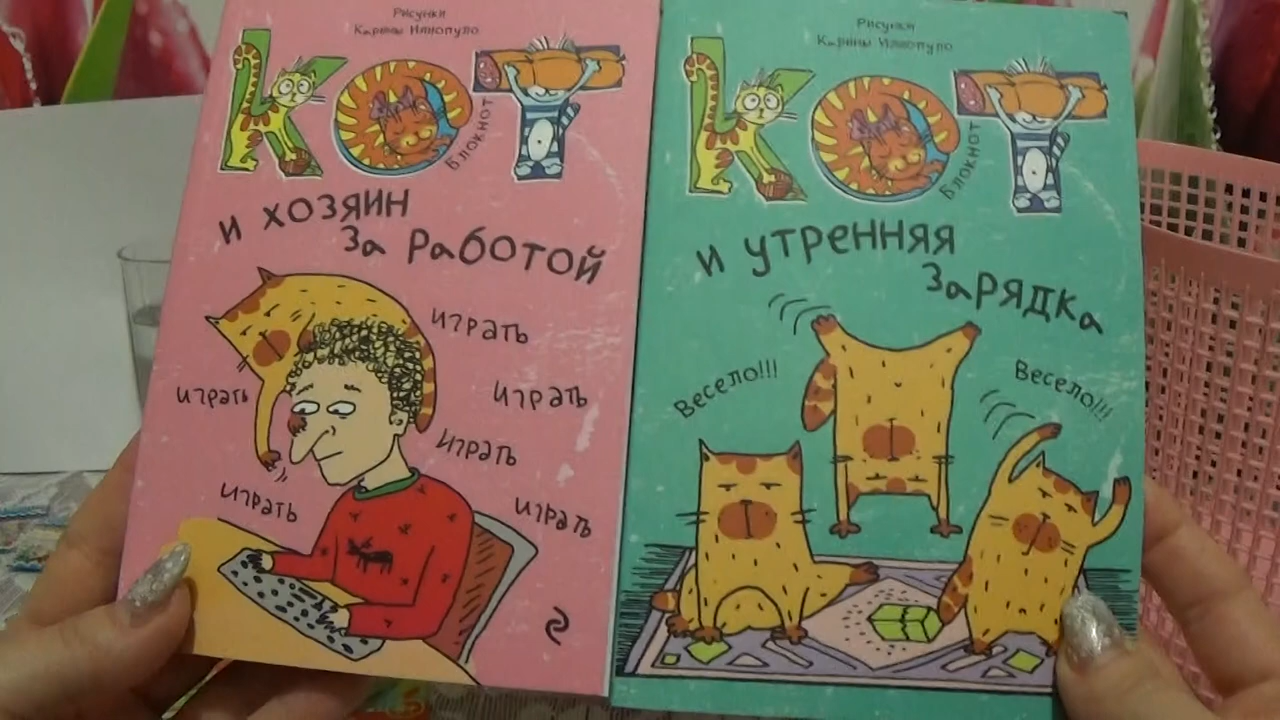 Рисунки
Карины Илиопуло
КОТ
Блокнот
и хозяин
за работой
играть
играть
играть
играть
играть
играть
Рисунки
Карины Илиопуло
КОТ
Блокнот
и утренняя
зарядка
Весело!!!
Весело!!!